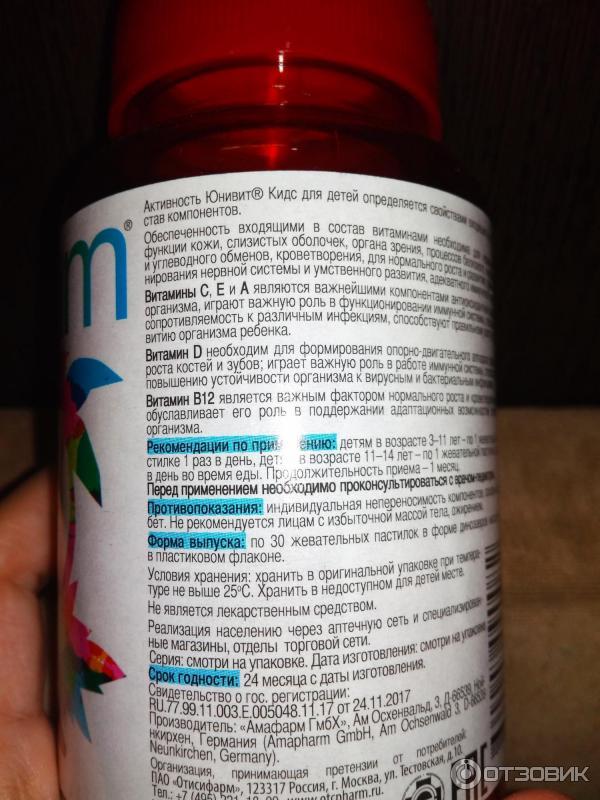 m®
Активность Юнивит® Кидс для детей определяется свойствами
став компонентов.
Обеспеченность входящими в состав витаминами необходима
функции кожи, слизистых оболочек, органа зрения, процессов
и углеводного обменов, кроветворения, для нормального роста и
нирования нервной системы и умственного развития, адекватного
Витамины С, Е и А являются важнейшими компонентами
организма, играют важную роль в функционировании иммунной системы,
сопротивляемость к различным инфекциям, способствуют правильному
витию организма ребенка.
Витамин D необходим для формирования опорно-двигательного аппарата,
роста костей и зубов; играет важную роль в работе иммунной системы,
повышению устойчивости организма к вирусным и бактериальным
Витамин В12 является важным фактором нормального роста и
обуславливает его роль в поддержании адаптационных возможностей
организма.
Рекомендации по применению: детям в возрасте 3–11 лет – по 1
стилке 1 раз в день, детям в возрасте 11–14 лет – по 1 жевательной
в день во время еды. Продолжительность приема – 1 месяц.
Перед применением необходимо проконсультироваться с врачом-педиатром.
Противопоказания: индивидуальная непереносимость компонентов,
бет. Не рекомендуется лицам с избыточной массой тела, ожирением.
Форма выпуска: по 30 жевательных пастилок в форме динозавров,
в пластиковом флаконе.
Условия хранения: хранить в оригинальной упаковке при темпера-
туре не выше 25°С. Хранить в недоступном для детей месте.
Не является лекарственным средством.
Реализация населению через аптечную сеть и специализирован-
ные магазины, отделы торговой сети.
Серия: смотри на упаковке. Дата изготовления: смотри на упаковке.
Срок годности: 24 месяца с даты изготовления.
Свидетельство о гос. регистрации:
RU.77.99.11.003.Е.005048.11.17 от 24.11.2017
Производитель: «Амафарм ГмбХ», Ам Оксхенвальд, 3, Д-66539, Ной-
нкирхен, Германия (Amapharm GmbH, Am Ochsenwald 3, D-66539
Neunkirchen, Germany).
Организация, принимающая претензии от потребителей:
ПАО «Отисифарм», 123317 Россия, г. Москва, ул. Тестовская, д.10,
www.otcpharm.ru
ОТЗОВИК